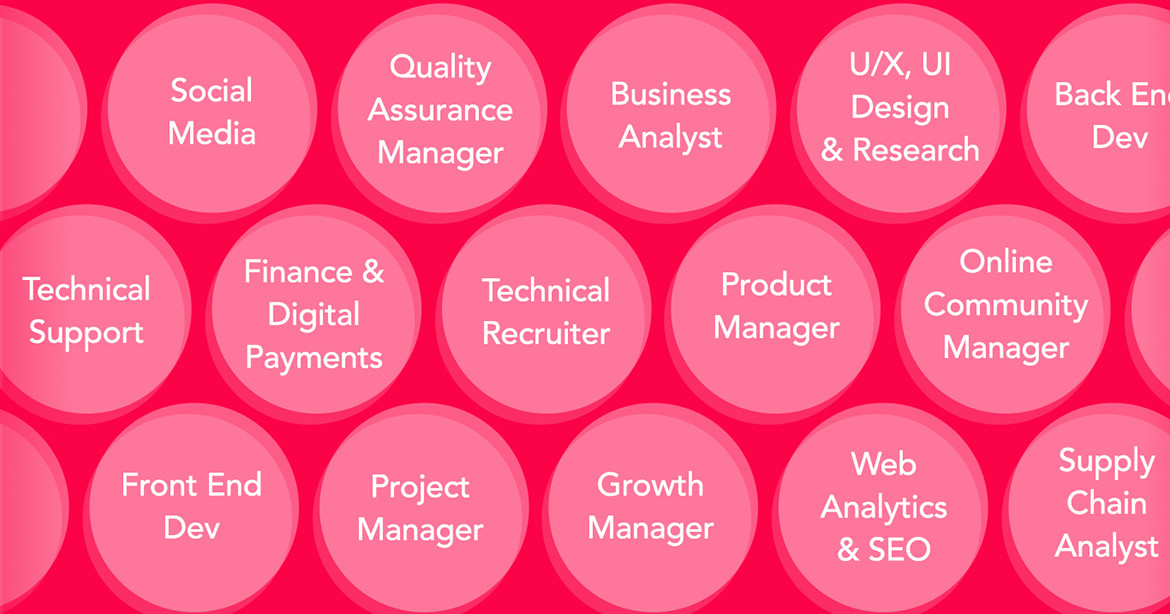 Social
Media
Quality
Assurance
Manager
Business
Analyst
U/X, UI
Design
& Research
Back En
Dev
Technical
Support
Finance &
Digital
Payments
Technical
Recruiter
Product
Manager
Online
Community
Manager
Front End
Dev
Project
Manager
Growth
Manager
Web
Analytics
& SEO
Supply
Chain
Analyst